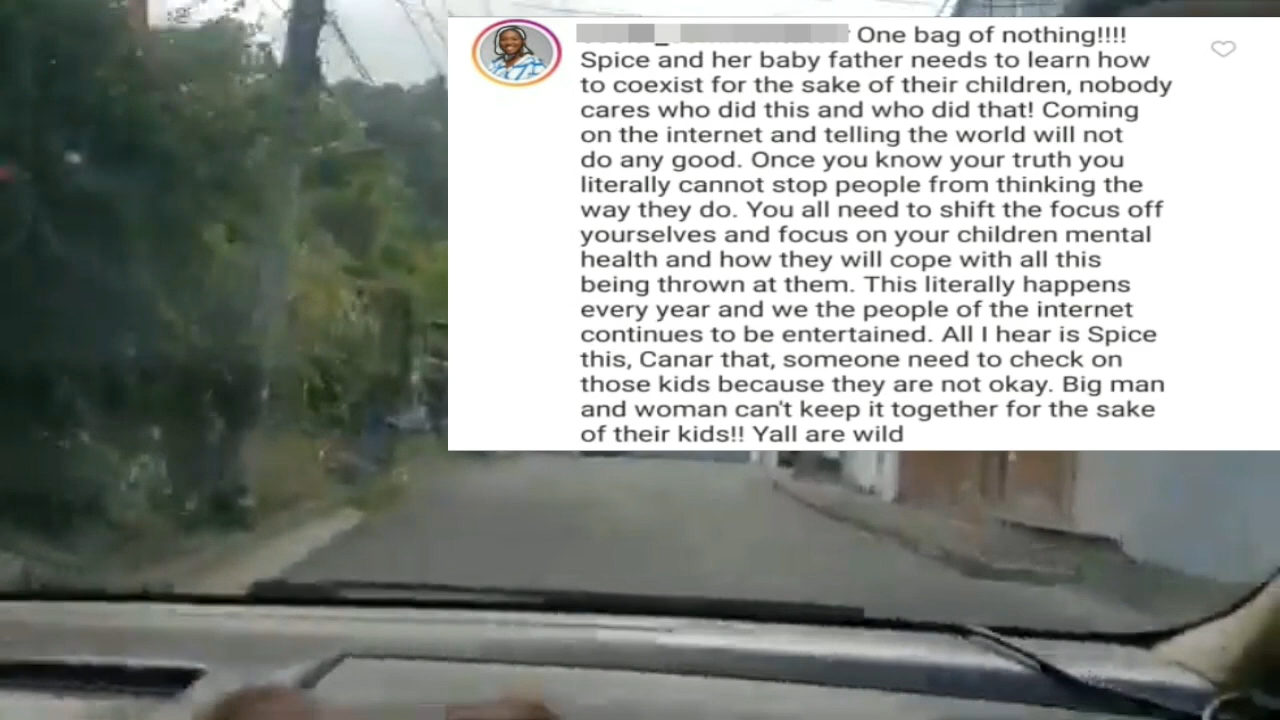 One bag of nothing!!!!
Spice and her baby father needs to learn how
to coexist for the sake of their children, nobody
cares who did this and who did that! Coming
on the internet and telling the world will not
do any good. Once you know your truth you
literally cannot stop people from thinking the
way they do. You all need to shift the focus off
yourselves and focus on your children mental
health and how they will cope with all this
being thrown at them. This literally happens
every year and we the people of the internet
continues to be entertained. All I hear is Spice
this, Canar that, someone need to check on
those kids because they are not okay. Big man
and woman can't keep it together for the sake
of their kids!! Yall are wild